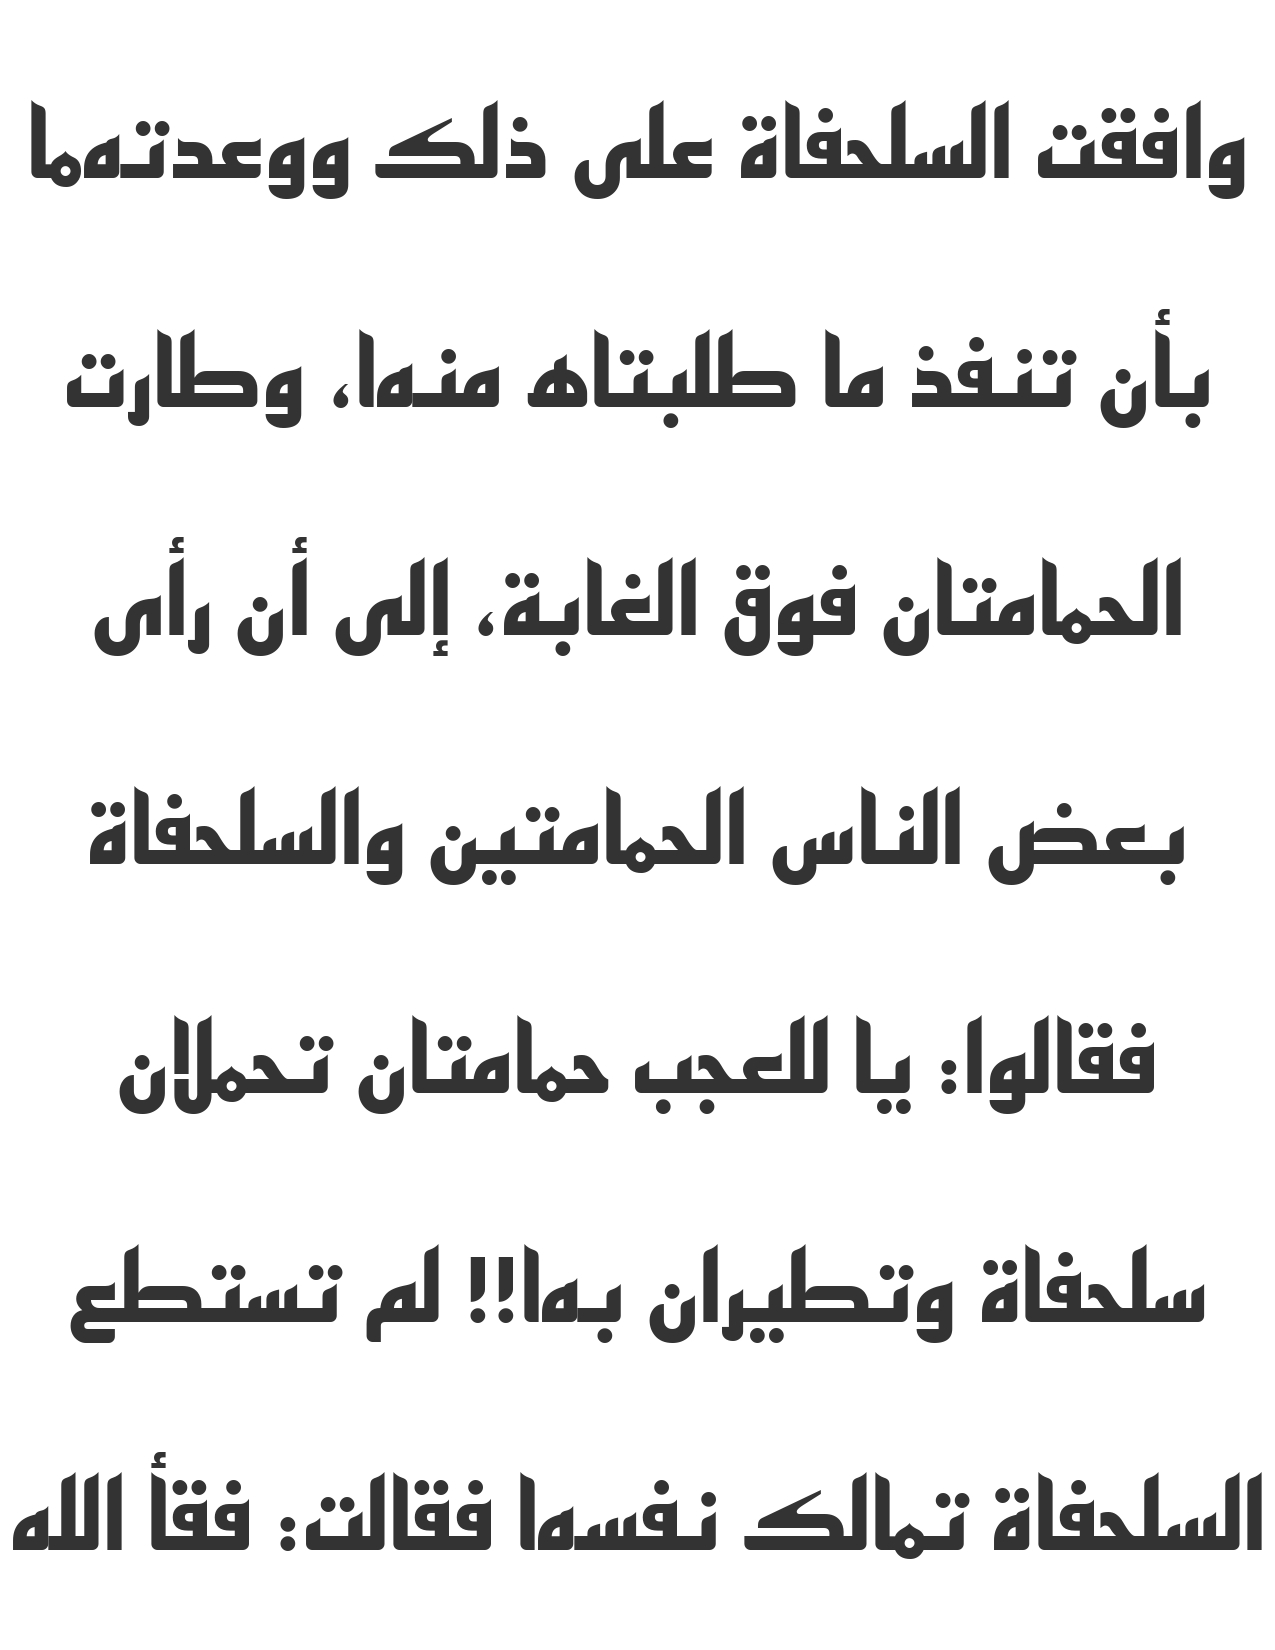 وافقت السلحفاة على ذلك ووعدتهما
بأن تنفذ ما طلبتاه منها، وطارت
الحمامتان فوق الغابة، إلى أن رأى
بعض الناس الحمامتين والسلحفاة
فقالوا: يا للعجب حمامتان تحملان
سلحفاة وتطيران بها!! لم تستطع
السلحفاة تمالك نفسها فقالت: فقأ الله